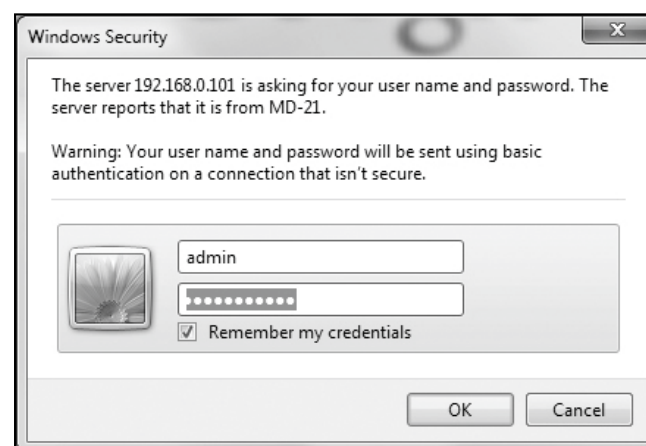 Windows Security
The server 192.168.0.101 is asking for your user name and password. The
server reports that it is from MD-21.
Warning: Your user name and password will be sent using basic
authentication on a connection that isn't secure.
admin
Remember my credentials
OK
Cancel